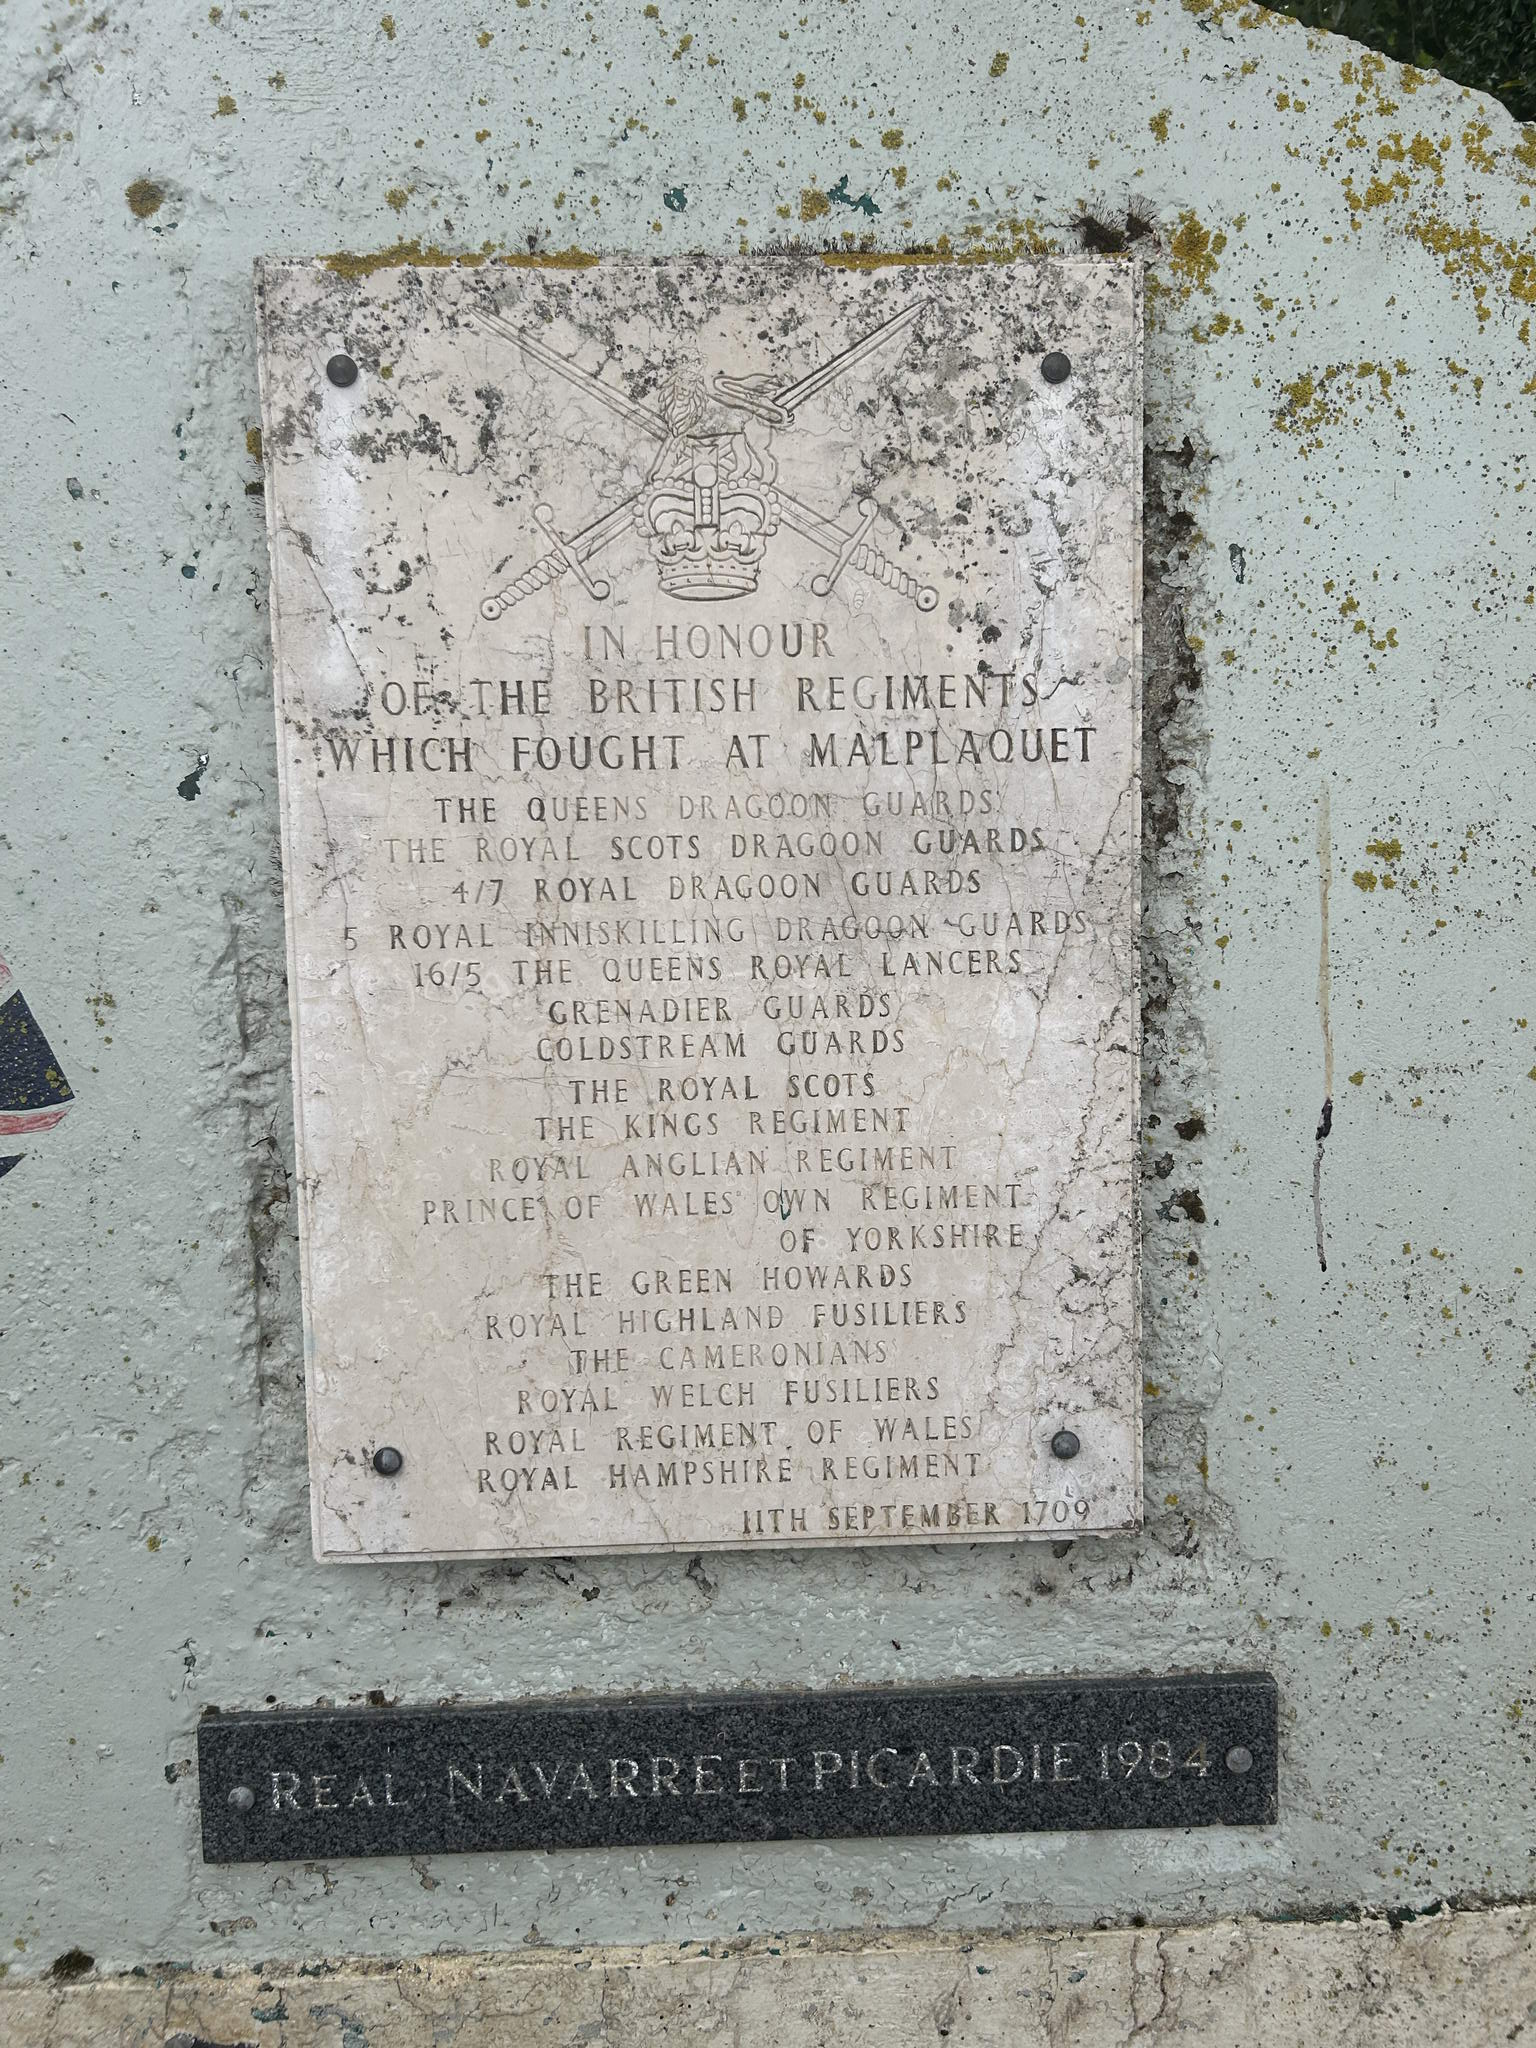 IN HONOUR
OF THE BRITISH REGIMENTS
WHICH FOUGHT AT MALPLAQUET
THE QUEENS DRAGOON GUARDS
THE ROYAL SCOTS DRAGOON GUARDS
4/7 ROYAL DRAGOON GUARDS
5 ROYAL INNISKILLING DRAGOON GUARDS
16/5 THE QUEENS ROYAL LANCERS
GRENADIER GUARDS
COLDSTREAM GUARDS
THE ROYAL SCOTS
THE KINGS REGIMENT
ROYAL ANGLIAN REGIMENT
PRINCE OF WALES OWN REGIMENT
OF YORKSHIRE
THE GREEN HOWARDS
ROYAL HIGHLAND FUSILIERS
THE CAMERONIANS
ROYAL WELCH FUSILIERS
ROYAL REGIMENT OF WALES
ROYAL HAMPSHIRE REGIMENT
11TH SEPTEMBER 1709
REAL NAVARRE ET PICARDIE 1984